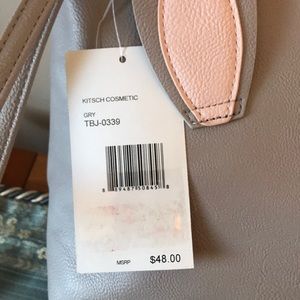 KITSCH COSMETIC
GRY
TBJ-0339
MSRP $48.00